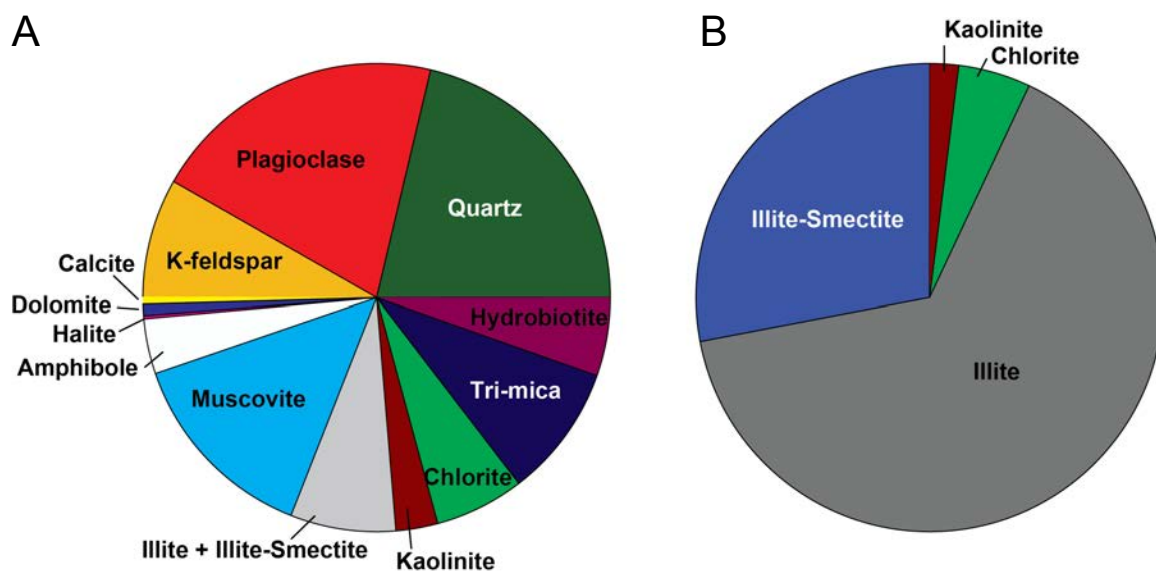 A
B
Kaolinite
Chlorite
Plagioclase
Quartz
Illite-Smectite
K-feldspar
Calcite
Dolomite
Halite
Amphibole
Hydrobiotite
Tri-mica
Muscovite
Illite
Chlorite
Illite + Illite-Smectite
Kaolinite